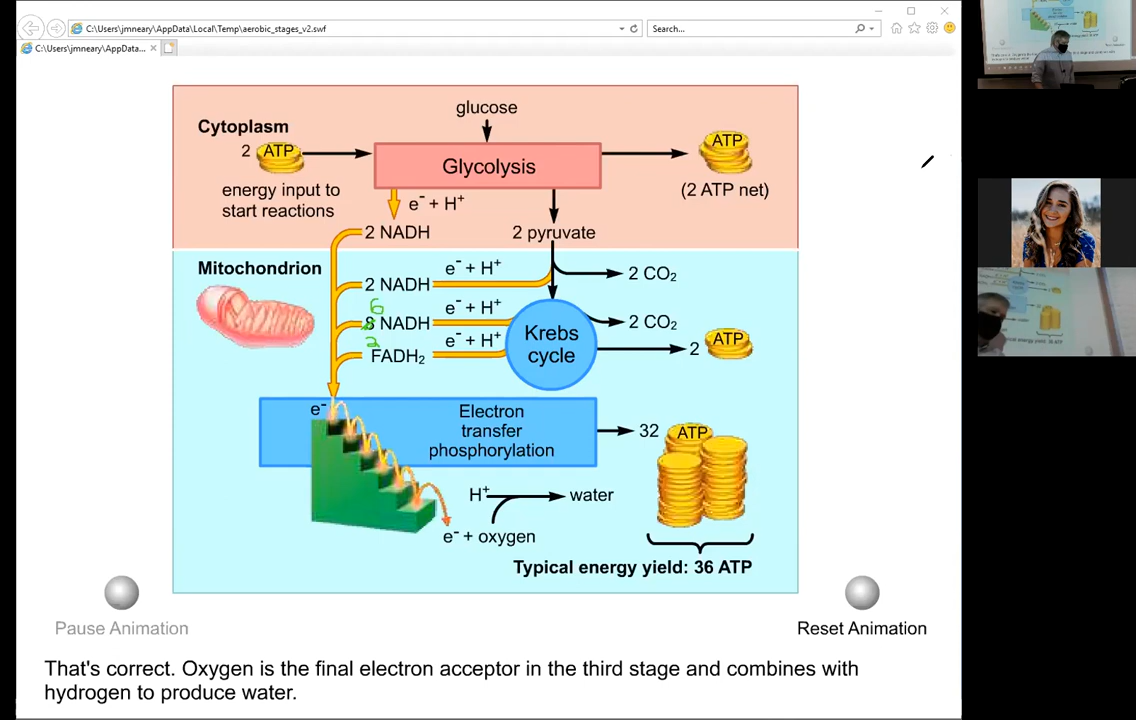 C:\Users\jmneary\AppData\Local\Temp\aerobic_stages_v2.swf
Search...
C:\Users\jmneary\AppData...
glucose
Cytoplasm
2 ATP
Glycolysis
ATP
energy input to
start reactions
(2 ATP net)
e⁻ + H⁺
2 NADH
2 pyruvate
Mitochondrion
e⁻ + H⁺
2 CO₂
2 NADH
6
e⁻ + H⁺
8 NADH
2 CO₂
2
e⁻ + H⁺
FADH₂
Krebs
cycle
2 ATP
e⁻
Electron
transfer
phosphorylation
32 ATP
H⁺
water
e⁻ + oxygen
Typical energy yield: 36 ATP
Pause Animation
Reset Animation
That's correct. Oxygen is the final electron acceptor in the third stage and combines with
hydrogen to produce water.